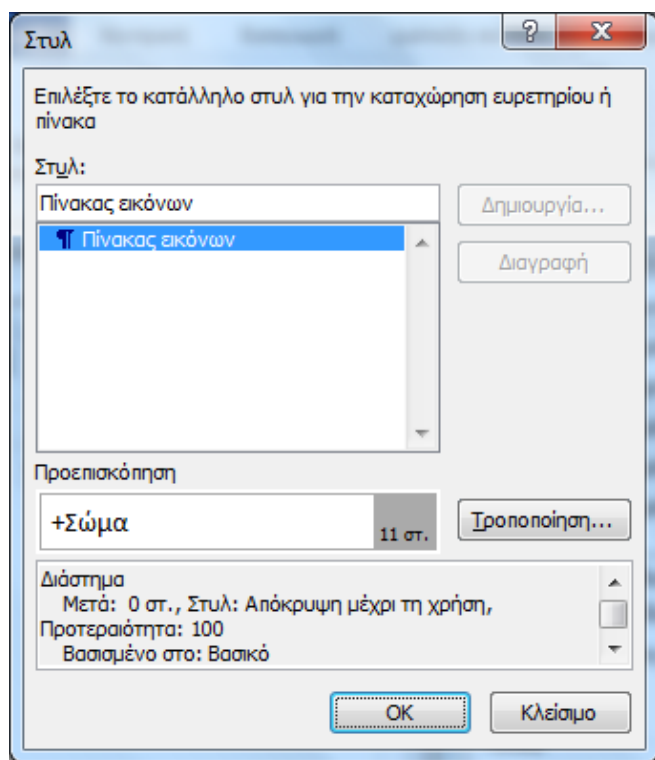 Στυλ
Επιλέξτε το κατάλληλο στυλ για την καταχώρηση ευρετηρίου ή
πίνακα
Στυλ:
Πίνακας εικόνων
Δημιουργία...
¶ Πίνακας εικόνων
Διαγραφή
Προεπισκόπηση
+Σώμα
11 στ.
Τροποποίηση...
Διάστημα
Μετά: 0 στ., Στυλ: Απόκρυψη μέχρι τη χρήση,
Προτεραιότητα: 100
Βασισμένο στο: Βασικό
OK
Κλείσιμο